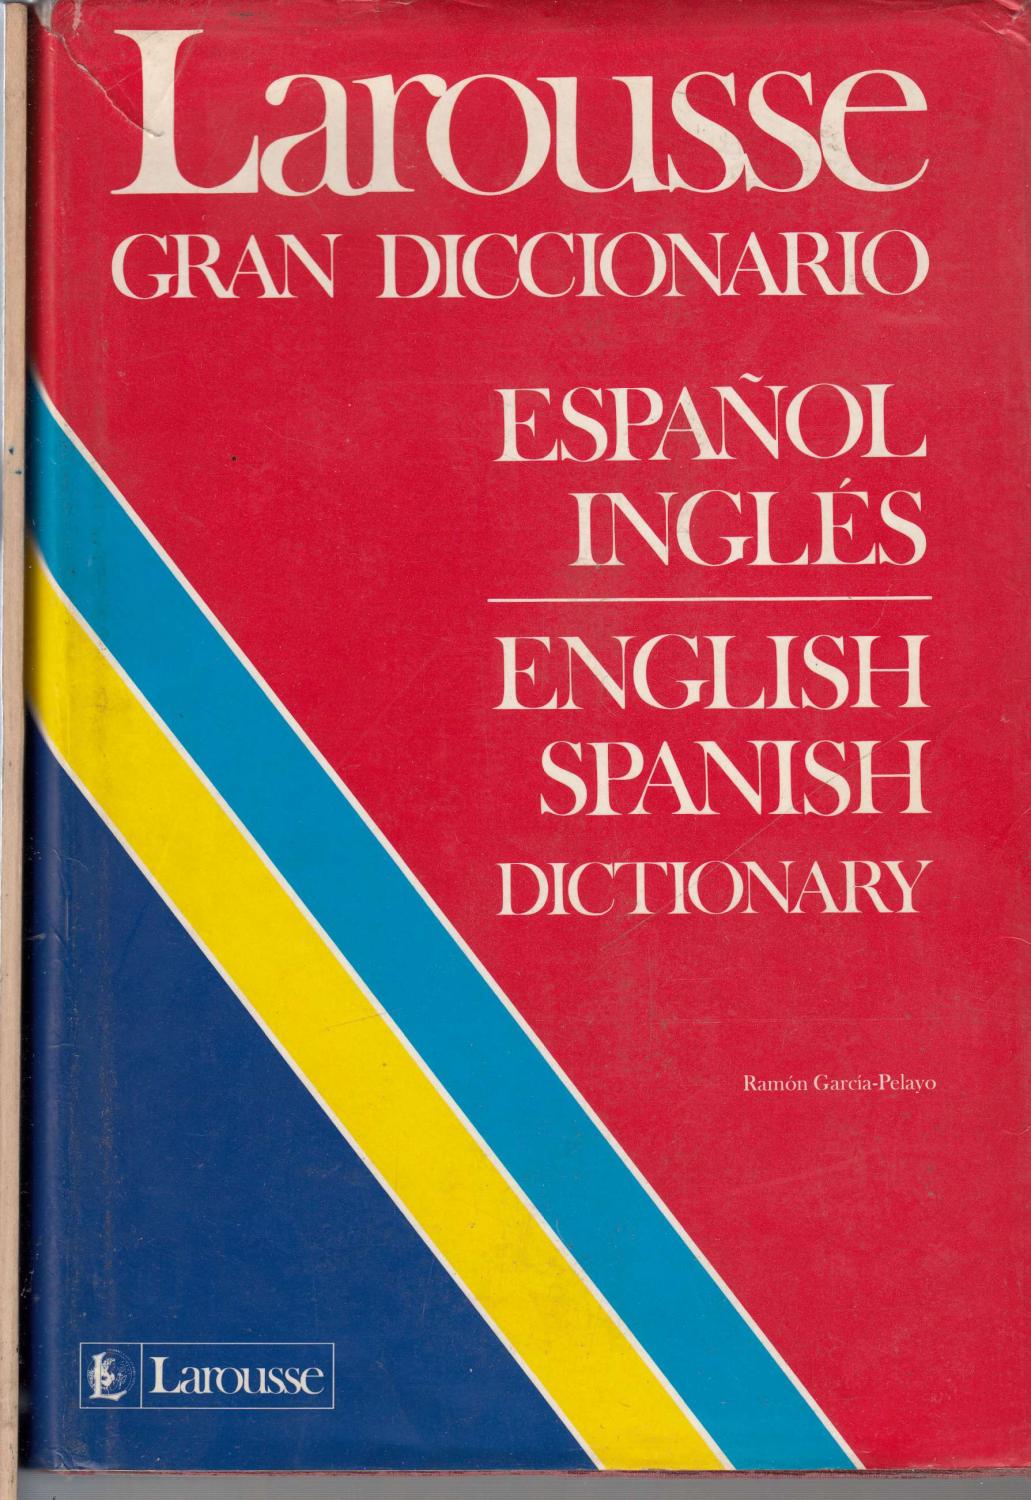 Larousse
GRAN DICCIONARIO
ESPAÑOL
INGLÉS
ENGLISH
SPANISH
DICTIONARY
Ramón García-Pelayo
L Larousse